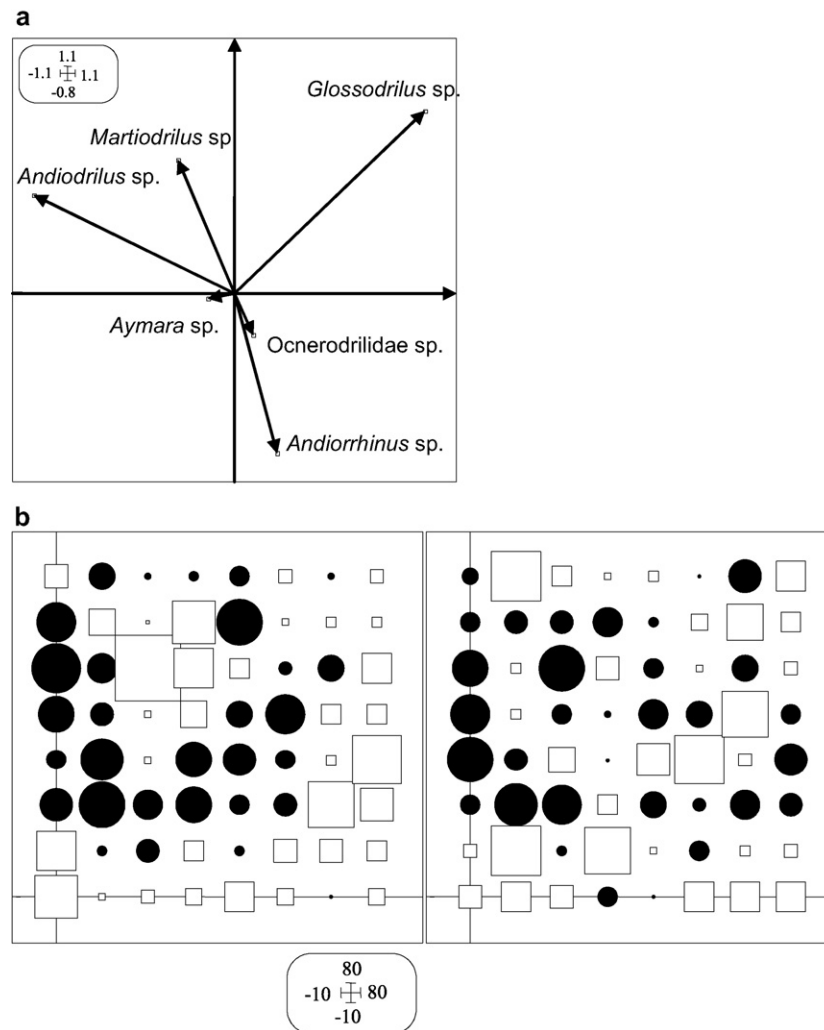 a
1.1
-1.1 1.1
-0.8
Glossodrilus sp.
Martiodrilus sp
Andiodrilus sp.
Aymara sp.
Ocnerodrilidae sp.
Andiorrhinus sp.
b
80
-10 80
-10